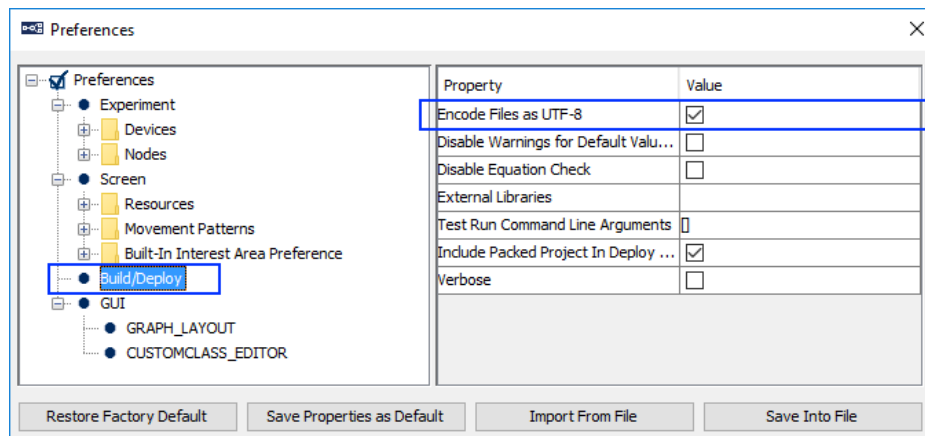 Preferences
Preferences
Experiment
Devices
Nodes
Screen
Resources
Movement Patterns
Built-In Interest Area Preference
Build/Deploy
GUI
GRAPH_LAYOUT
CUSTOMCLASS_EDITOR
Property Value
Encode Files as UTF-8
Disable Warnings for Default Valu...
Disable Equation Check
External Libraries
Test Run Command Line Arguments []
Include Packed Project In Deploy ...
Verbose
Restore Factory Default Save Properties as Default Import From File Save Into File